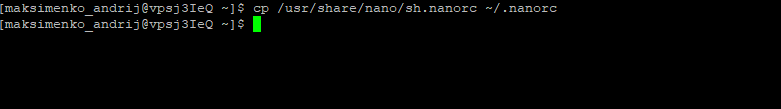 [maksimenko_andrij@vpsj3IeQ ~]$ cp /usr/share/nano/sh.nanorc ~/.nanorc
[maksimenko_andrij@vpsj3IeQ ~]$